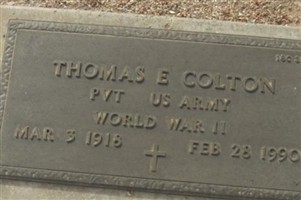 THOMAS E COLTON
PVT US ARMY
WORLD WAR II
MAR 3 1918 FEB 28 1990